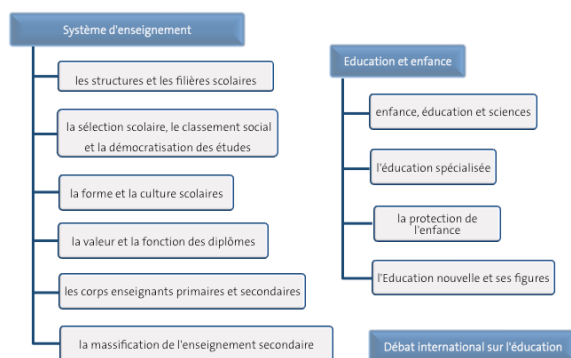 Système d'enseignement
les structures et les filières scolaires
la sélection scolaire, le classement social
et la démocratisation des études
la forme et la culture scolaires
la valeur et la fonction des diplômes
les corps enseignants primaires et secondaires
la massification de l'enseignement secondaire
Education et enfance
enfance, éducation et sciences
l'éducation spécialisée
la protection de
l'enfance
l'Education nouvelle et ses figures
Débat international sur l'éducation